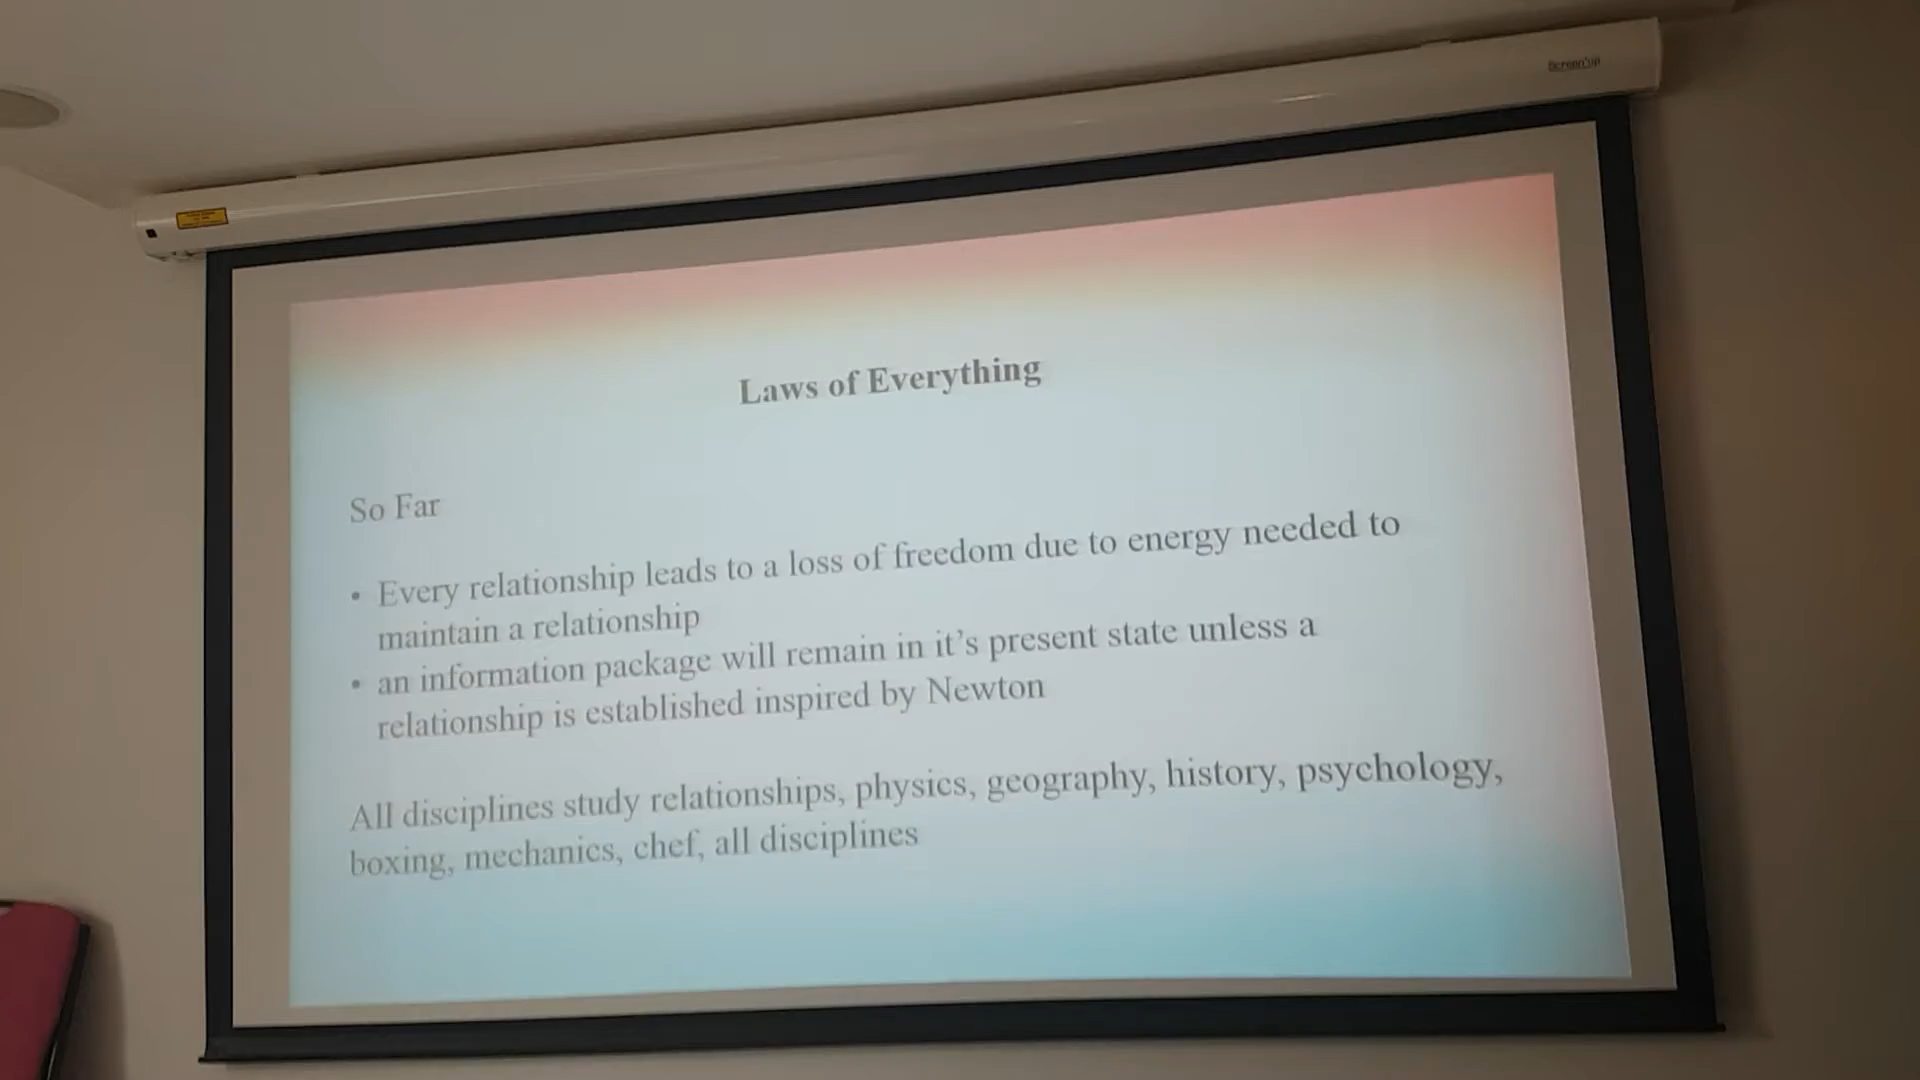 Screen'up
Laws of Everything
So Far
• Every relationship leads to a loss of freedom due to energy needed to
maintain a relationship
• an information package will remain in it’s present state unless a
relationship is established inspired by Newton
All disciplines study relationships, physics, geography, history, psychology,
boxing, mechanics, chef, all disciplines